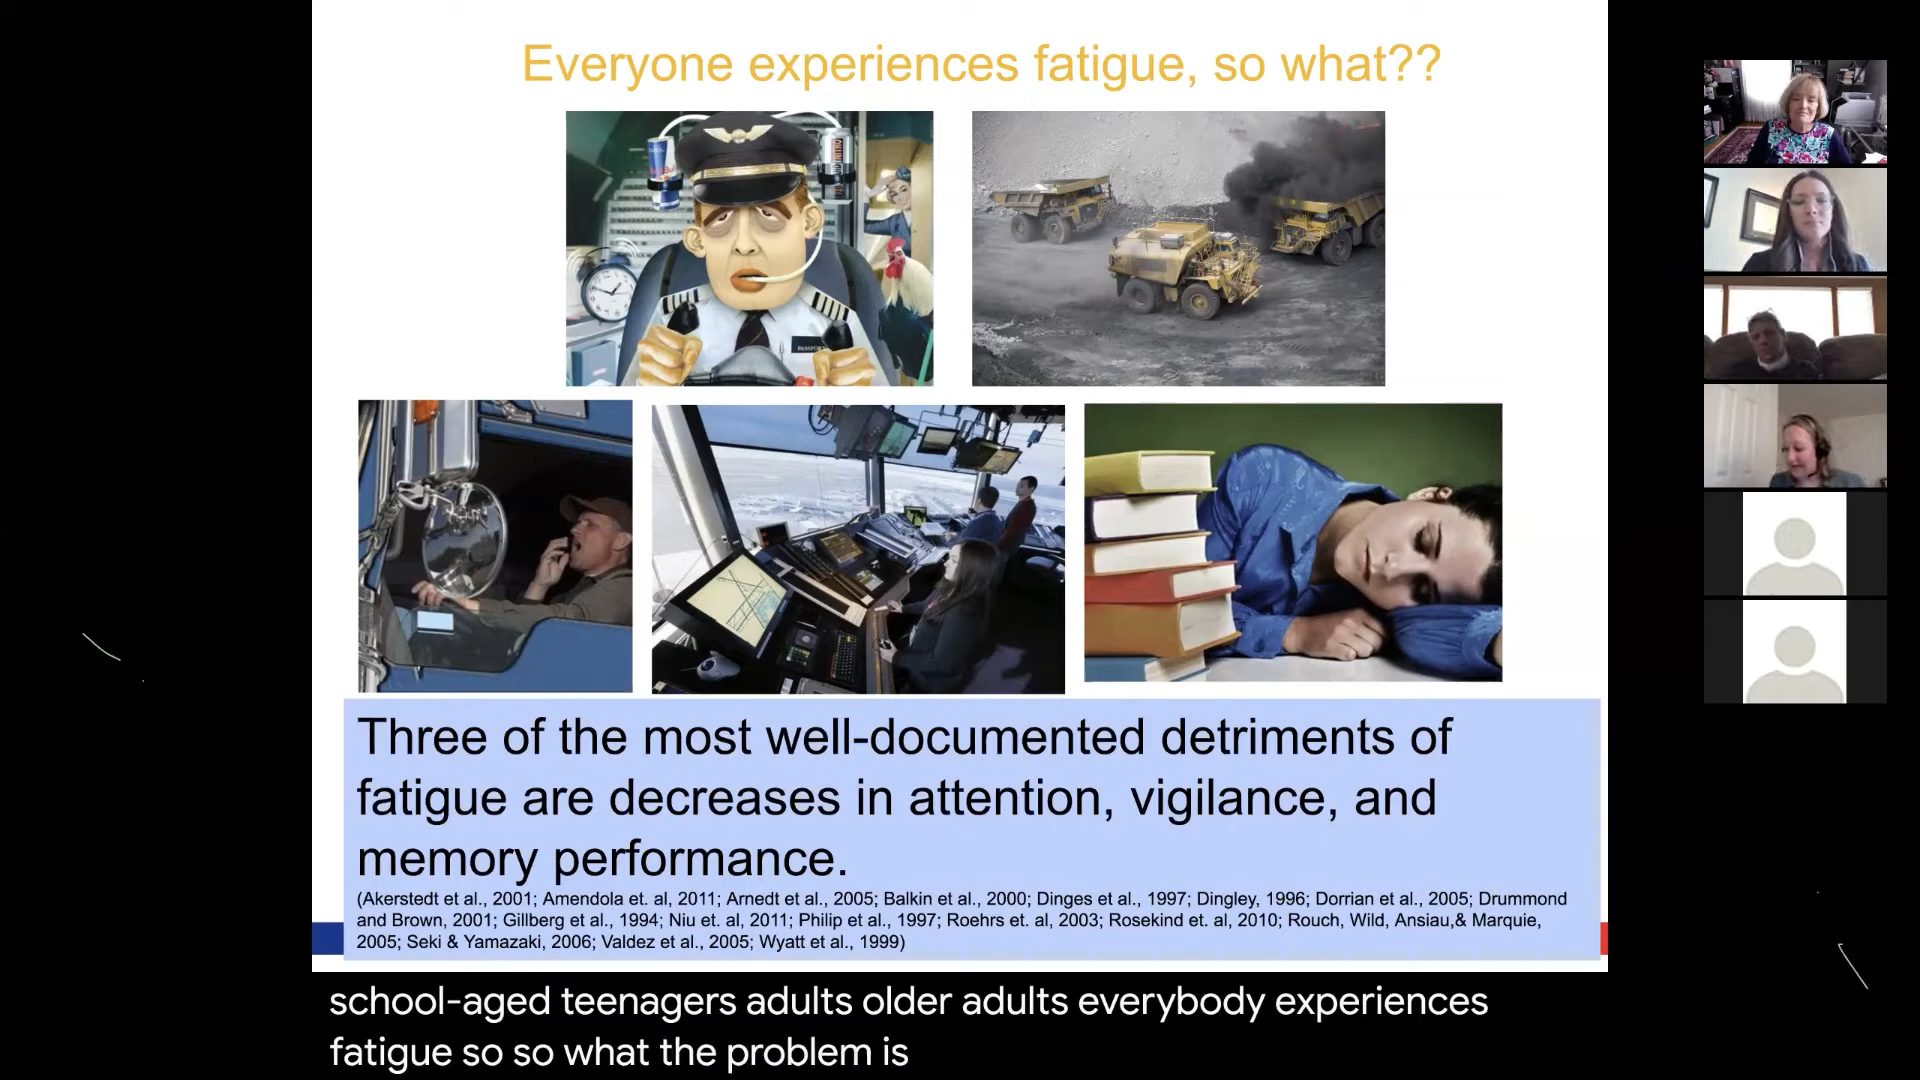 Everyone experiences fatigue, so what??
Three of the most well-documented detriments of
fatigue are decreases in attention, vigilance, and
memory performance.
(Akerstedt et al., 2001; Amendola et. al, 2011; Arnedt et al., 2005; Balkin et al., 2000; Dinges et al., 1997; Dingley, 1996; Dorrian et al., 2005; Drummond
and Brown, 2001; Gillberg et al., 1994; Niu et. al, 2011; Philip et al., 1997; Roehrs et. al, 2003; Rosekind et. al, 2010; Rouch, Wild, Ansiau,& Marquie,
2005; Seki & Yamazaki, 2006; Valdez et al., 2005; Wyatt et al., 1999)
school-aged teenagers adults older adults everybody experiences
fatigue so so what the problem is